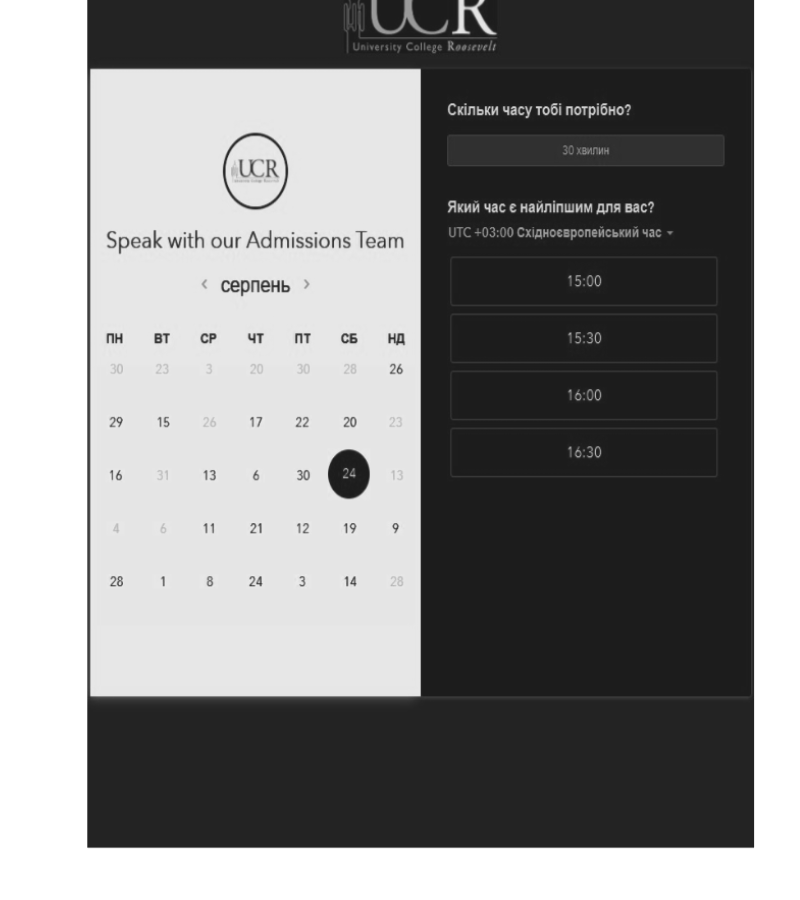 UCR
University College Roosevelt
UCR
Speak with our Admissions Team
‹ серпень ›
ПН ВТ СР ЧТ ПТ СБ НД
30 23 3 20 30 28 26
29 15 26 17 22 20 23
16 31 13 6 30 24 13
4 6 11 21 12 19 9
28 1 8 24 3 14 28
Скільки часу тобі потрібно?
30 хвилин
Який час є найліпшим для вас?
UTC +03:00 Східноєвропейський час
15:00
15:30
16:00
16:30